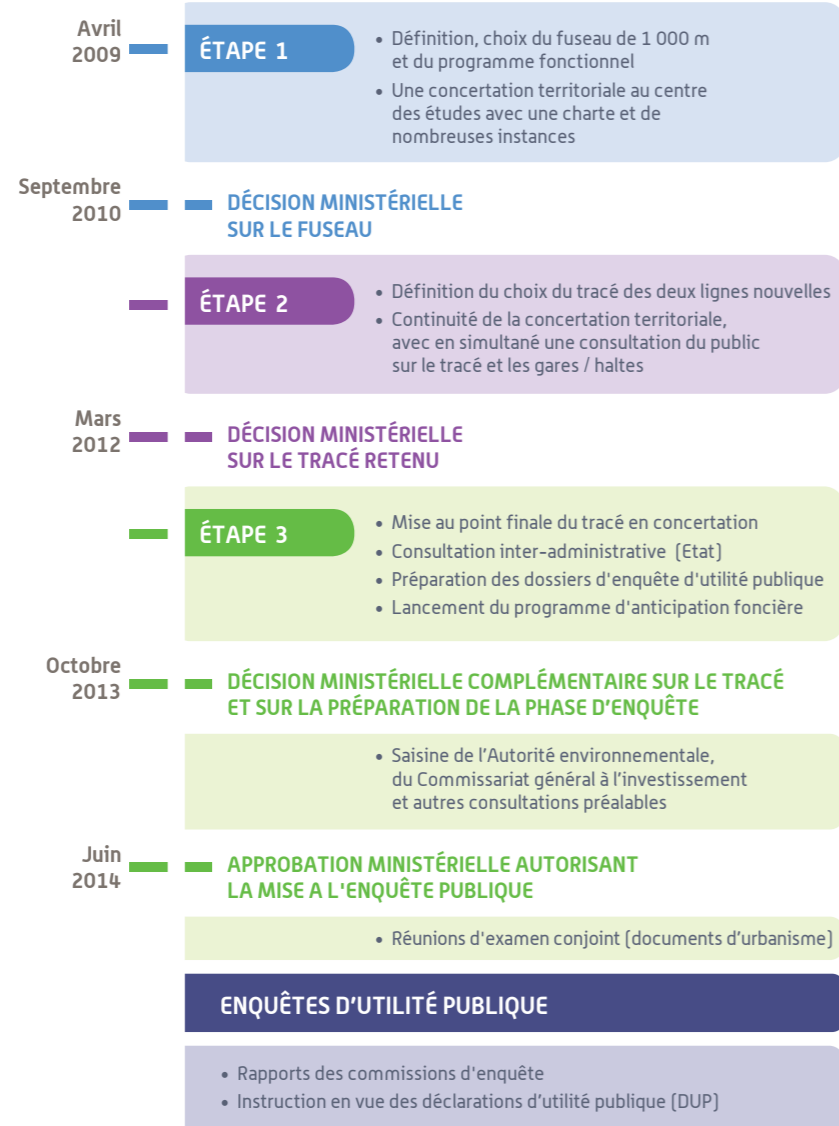 Avril
2009
ÉTAPE 1
• Définition, choix du fuseau de 1 000 m
et du programme fonctionnel
• Une concertation territoriale au centre
des études avec une charte et de
nombreuses instances
Septembre
2010
DÉCISION MINISTÉRIELLE
SUR LE FUSEAU
ÉTAPE 2
• Définition du choix du tracé des deux lignes nouvelles
• Continuité de la concertation territoriale,
avec en simultané une consultation du public
sur le tracé et les gares / haltes
Mars
2012
DÉCISION MINISTÉRIELLE
SUR LE TRACÉ RETENU
ÉTAPE 3
• Mise au point finale du tracé en concertation
• Consultation inter-administrative (Etat)
• Préparation des dossiers d'enquête d'utilité publique
• Lancement du programme d'anticipation foncière
Octobre
2013
DÉCISION MINISTÉRIELLE COMPLÉMENTAIRE SUR LE TRACÉ
ET SUR LA PRÉPARATION DE LA PHASE D’ENQUÊTE
• Saisine de l’Autorité environnementale,
du Commissariat général à l’investissement
et autres consultations préalables
Juin
2014
APPROBATION MINISTÉRIELLE AUTORISANT
LA MISE A L'ENQUÊTE PUBLIQUE
• Réunions d'examen conjoint (documents d’urbanisme)
ENQUÊTES D’UTILITÉ PUBLIQUE
• Rapports des commissions d'enquête
• Instruction en vue des déclarations d’utilité publique (DUP)